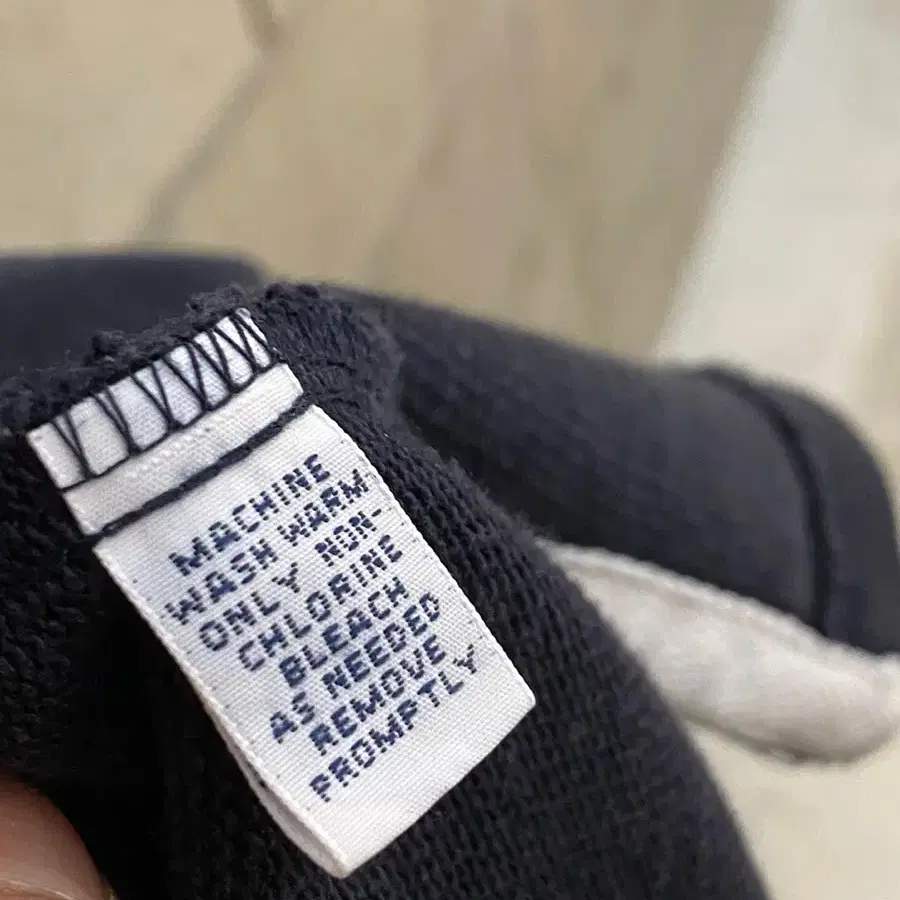 MACHINE
WASH WARM
ONLY NON-
CHLORINE
BLEACH
AS NEEDED
REMOVE
PROMPTLY